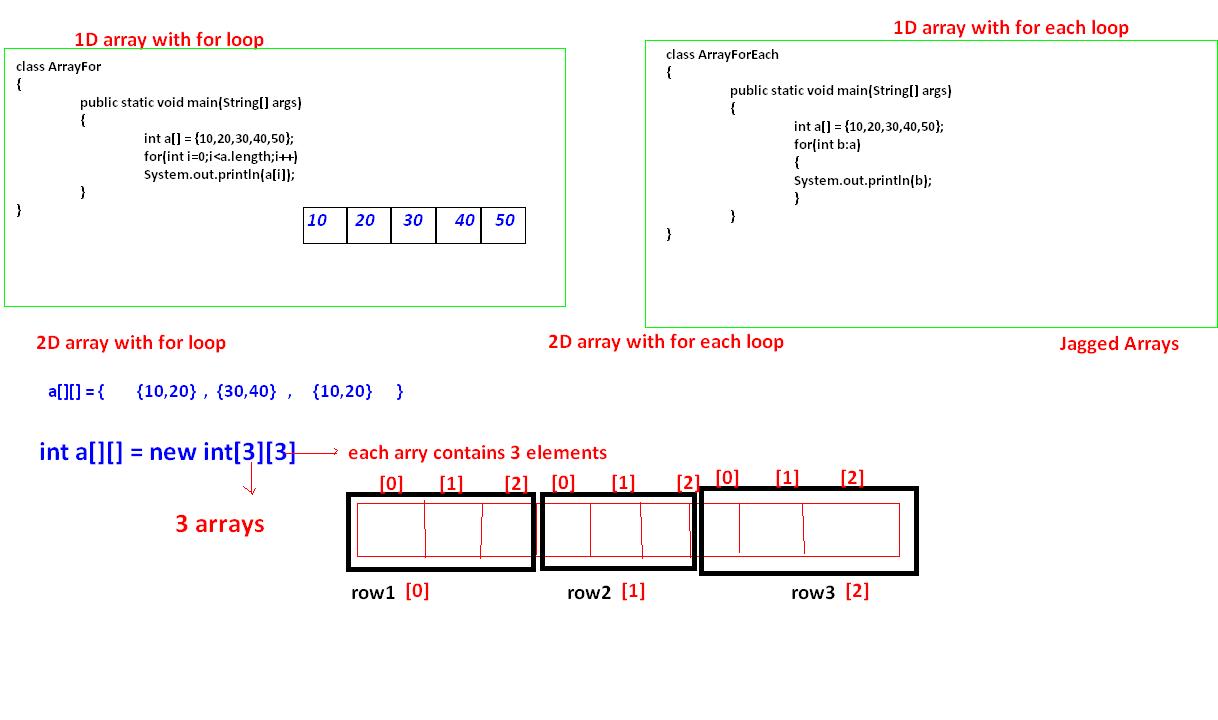 1D array with for loop
class ArrayFor
{
public static void main(String[] args)
{
int a[] = {10,20,30,40,50};
for(int i=0;i<a.length;i++)
System.out.println(a[i]);
}
}
10 20 30 40 50
1D array with for each loop
class ArrayForEach
{
public static void main(String[] args)
{
int a[] = {10,20,30,40,50};
for(int b:a)
{
System.out.println(b);
}
}
}
2D array with for loop
2D array with for each loop
Jagged Arrays
a[][] = { {10,20} , {30,40} , {10,20} }
int a[][] = new int[3][3]
each arry contains 3 elements
3 arrays
[0] [1] [2] [0] [1] [2] [0] [1] [2]
row1 [0] row2 [1] row3 [2]